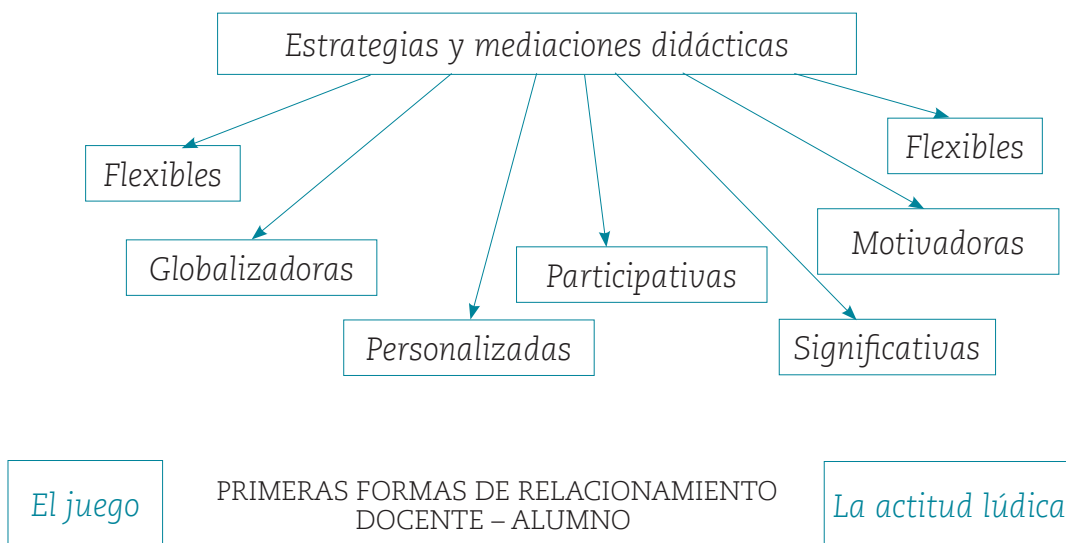 Estrategias y mediaciones didácticas
Flexibles
Flexibles
Globalizadoras
Participativas
Motivadoras
Personalizadas
Significativas
El juego
PRIMERAS FORMAS DE RELACIONAMIENTO
DOCENTE – ALUMNO
La actitud lúdica